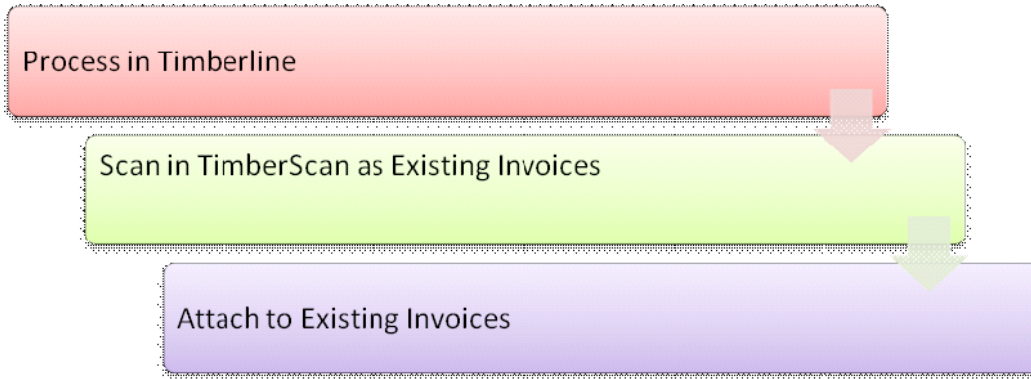 Process in Timberline
Scan in TimberScan as Existing Invoices
Attach to Existing Invoices